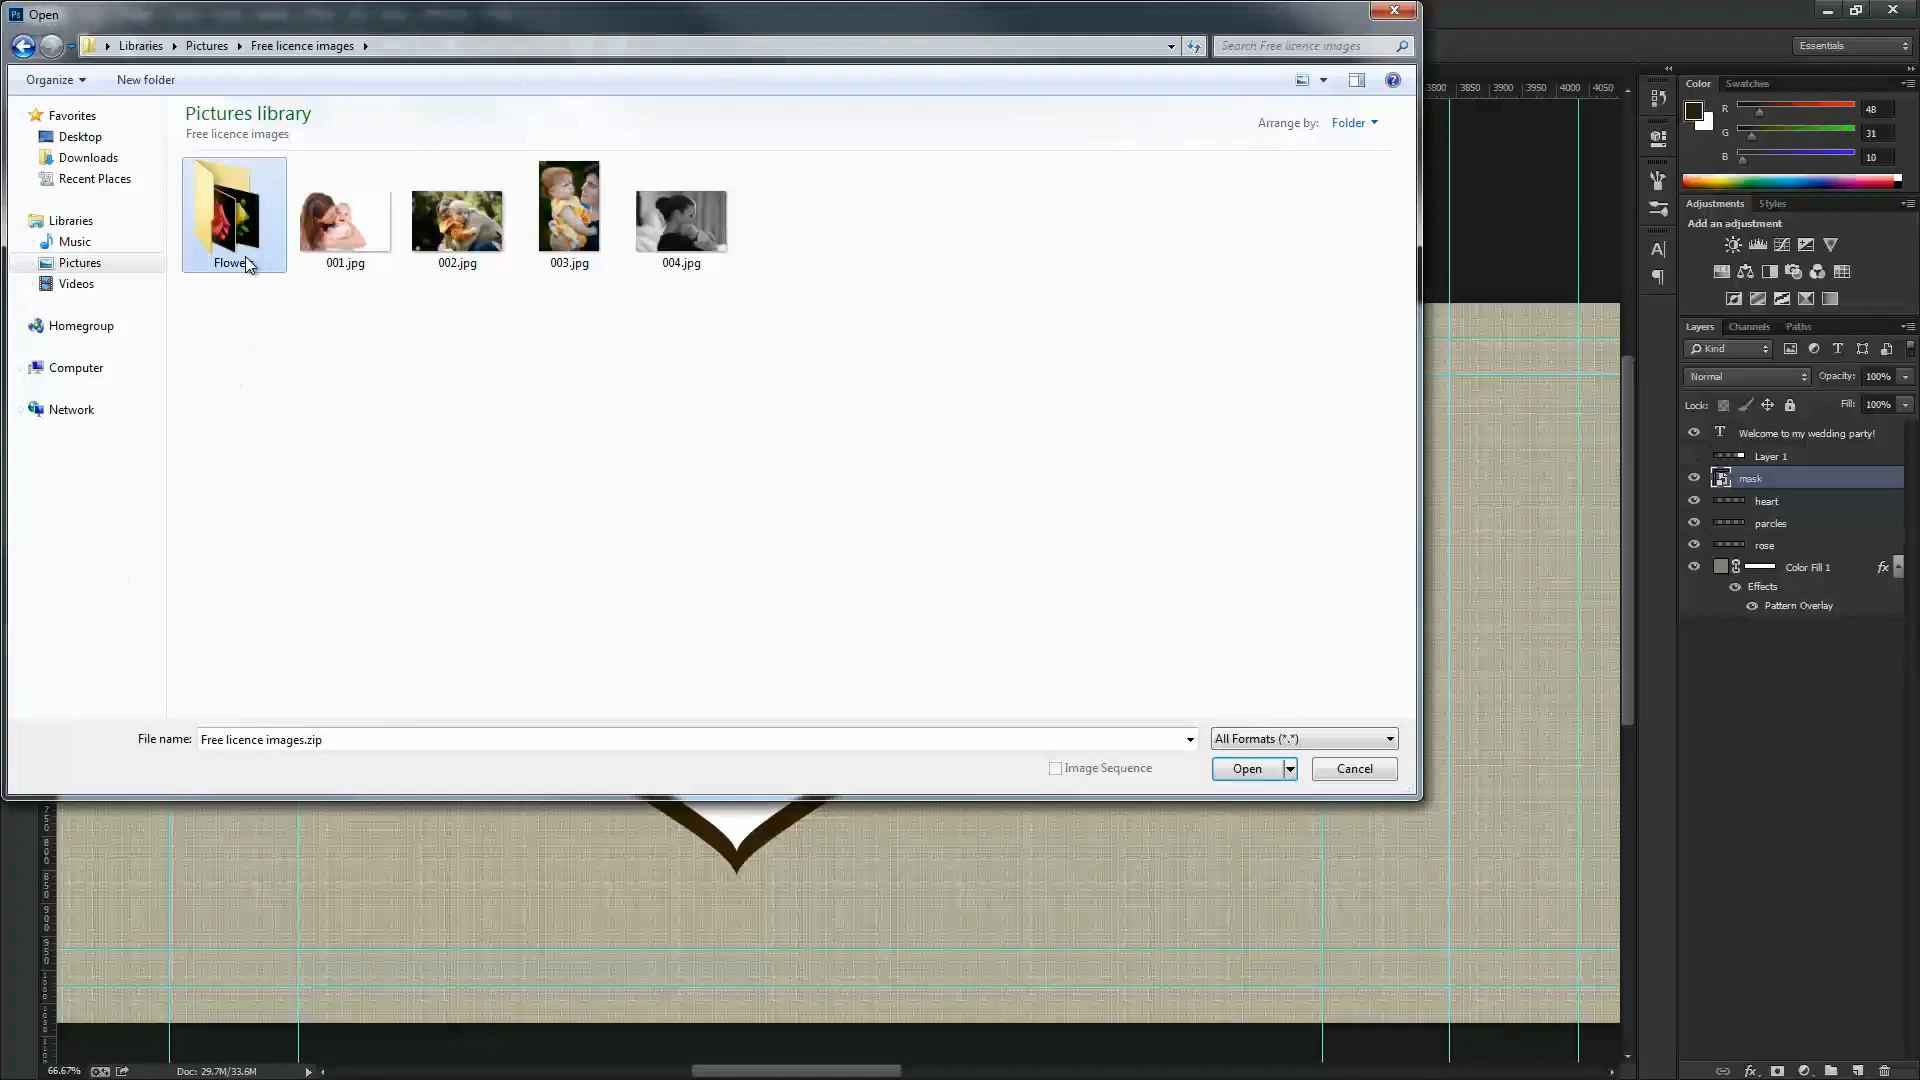 Open
Libraries Pictures Free licence images
Search Free licence images
Essentials
Organize
New folder
Color Swatches
3800 3850 3900 3950 4000 4050
Favorites
Desktop
Downloads
Recent Places
Libraries
Music
Pictures
Videos
Homegroup
Computer
Network
Pictures library
Free licence images
Arrange by: Folder
001.jpg
002.jpg
003.jpg
004.jpg
File name: Free licence images.zip
All Formats (*.*)
Image Sequence
Open
Cancel
R 48
G 31
B 10
Adjustments Styles
Add an adjustment
Layers Channels Paths
Kind
Normal Opacity: 100%
Lock: Fill: 100%
Welcome to my wedding party!
Layer 1
mask
heart
parcles
rose
Color Fill 1 fx
Effects
Pattern Overlay
66.67% Doc: 29.7M/33.6M